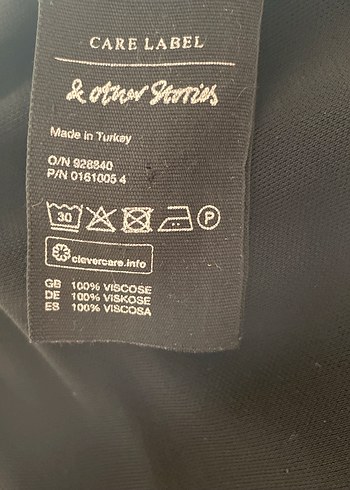 CARE LABEL
& other Stories
Made in Turkey
O/N 928840
P/N 0161005 4
30 P
clevercare.info
GB 100% VISCOSE
DE 100% VISKOSE
ES 100% VISCOSA